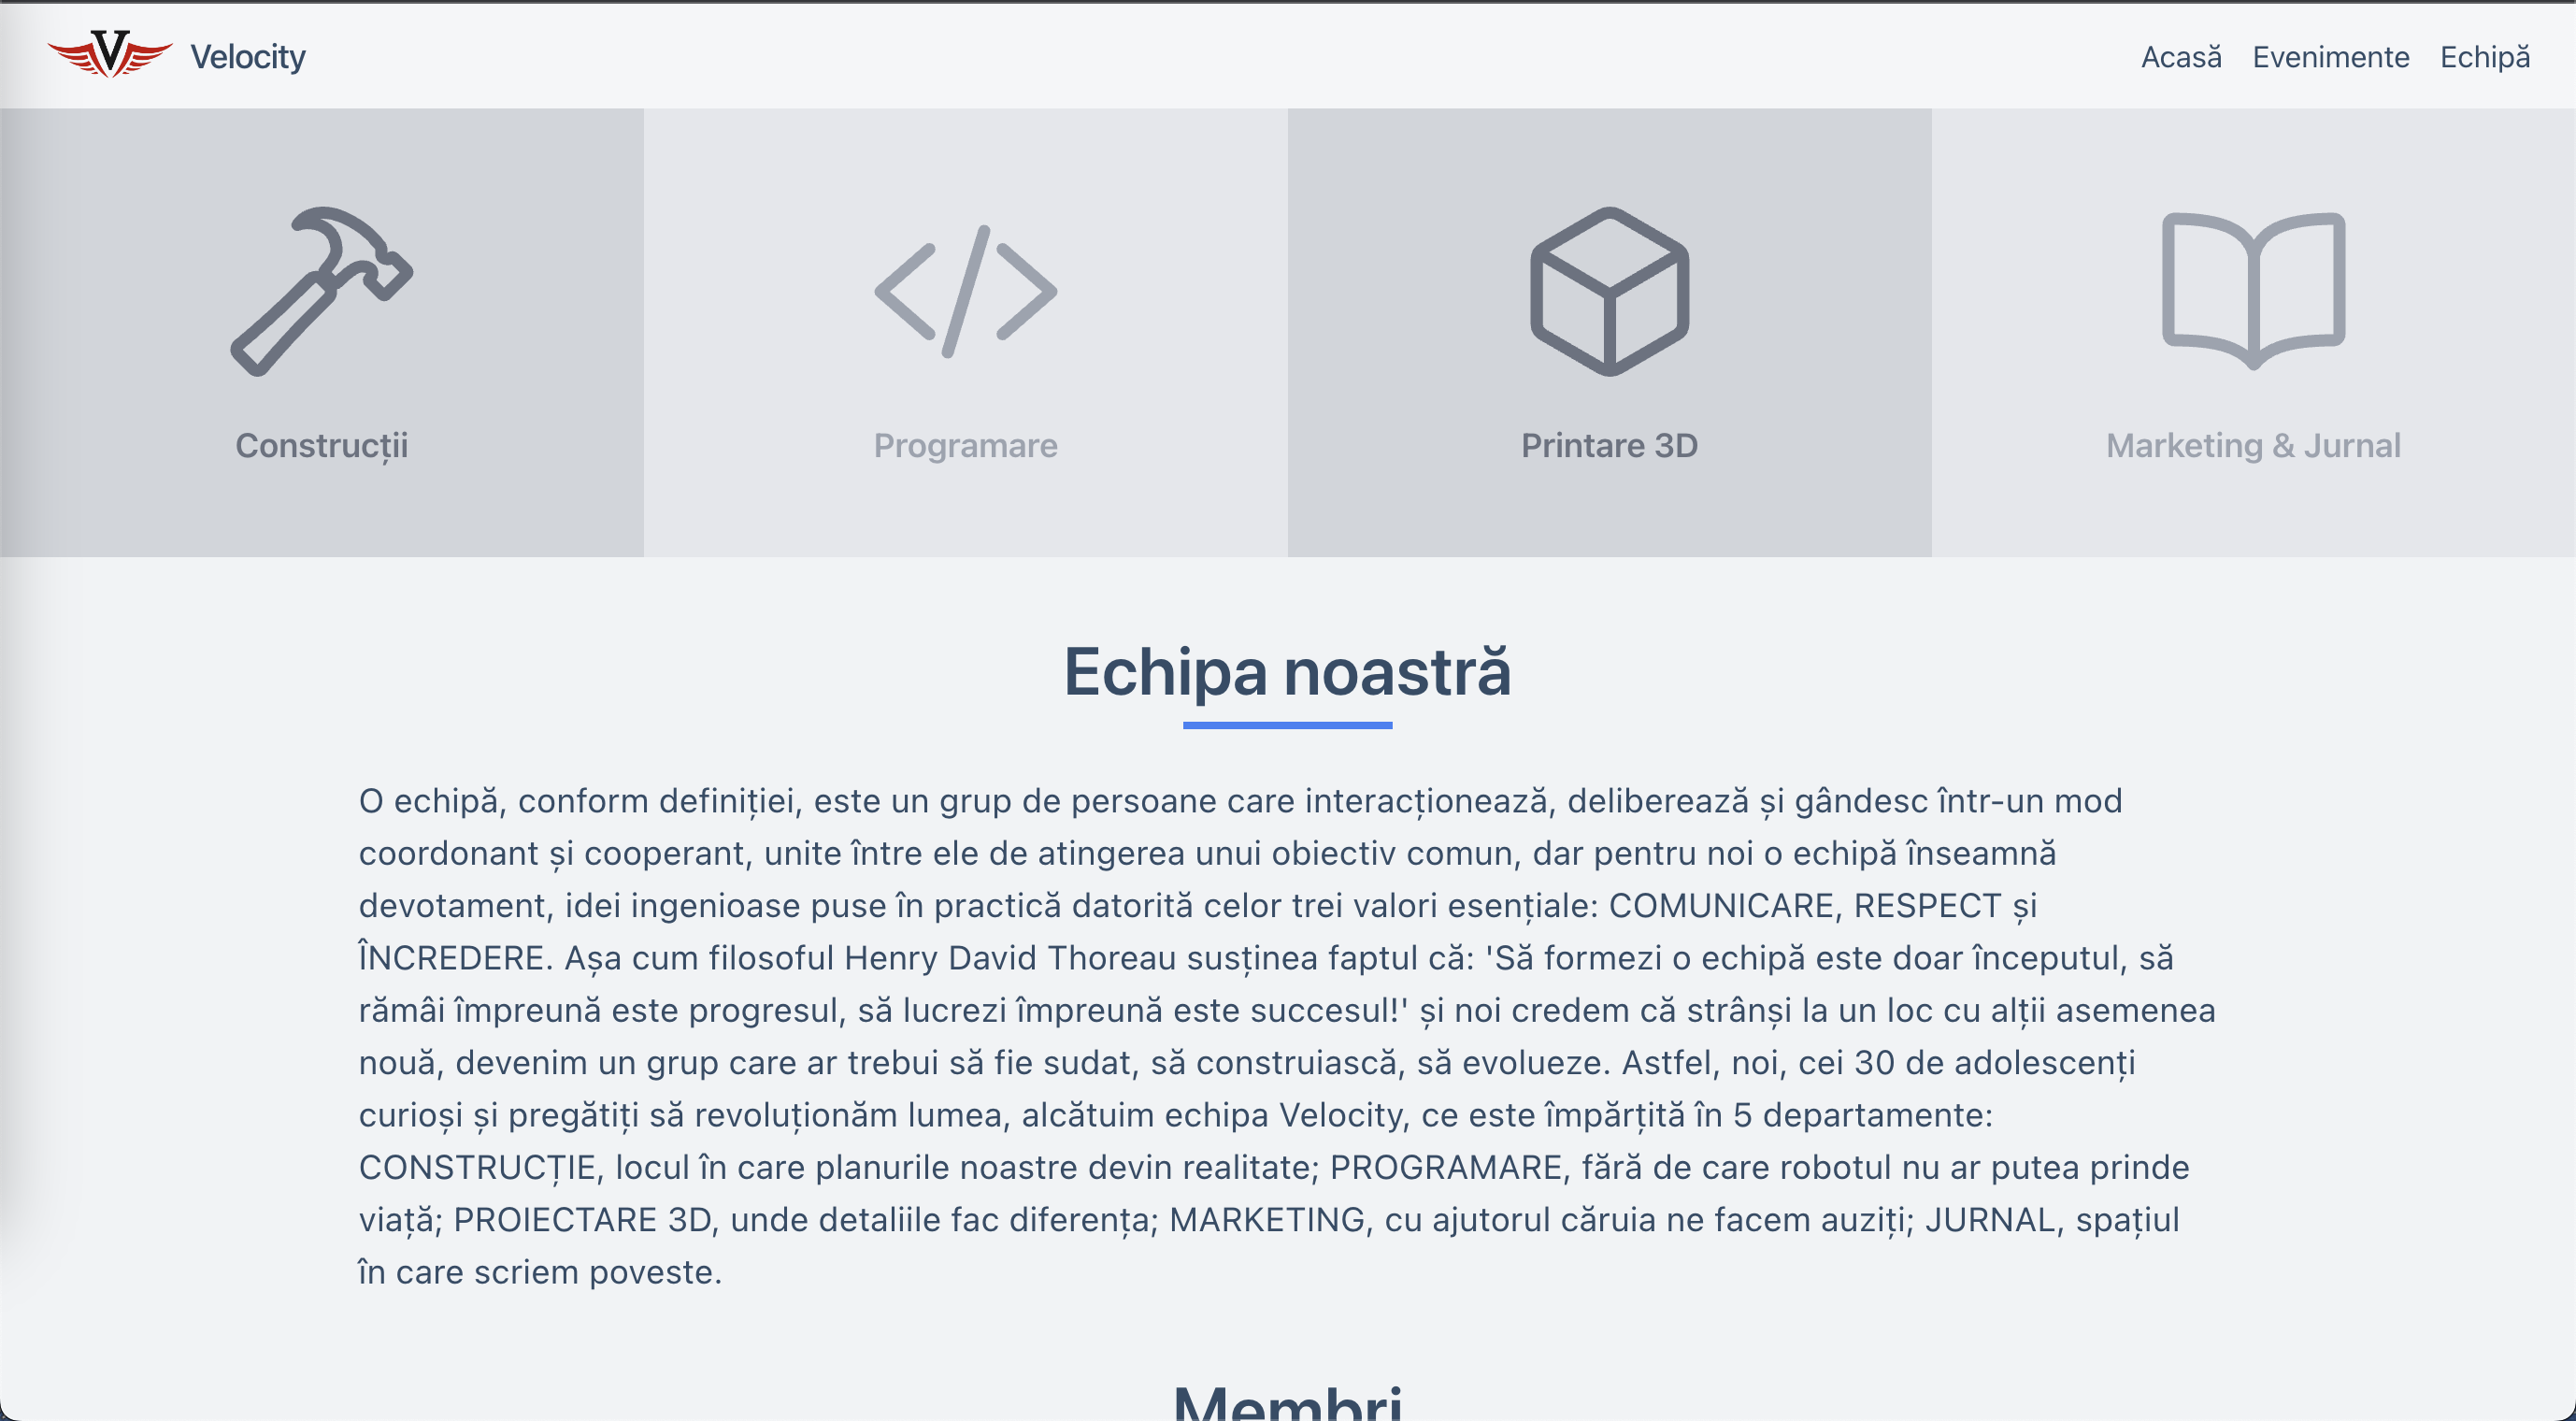 V Velocity
Acasă Evenimente Echipă
Construcții
Programare
Printare 3D
Marketing & Jurnal
Echipa noastră
O echipă, conform definiției, este un grup de persoane care interacționează, deliberează și gândesc într-un mod
coordonant și cooperant, unite între ele de atingerea unui obiectiv comun, dar pentru noi o echipă înseamnă
devotament, idei ingenioase puse în practică datorită celor trei valori esențiale: COMUNICARE, RESPECT și
ÎNCREDERE. Așa cum filosoful Henry David Thoreau susținea faptul că: 'Să formezi o echipă este doar începutul, să
rămâi împreună este progresul, să lucrezi împreună este succesul!' și noi credem că strânși la un loc cu alții asemenea
nouă, devenim un grup care ar trebui să fie sudat, să construiască, să evolueze. Astfel, noi, cei 30 de adolescenți
curioși și pregătiți să revoluționăm lumea, alcătuim echipa Velocity, ce este împărțită în 5 departamente:
CONSTRUCȚIE, locul în care planurile noastre devin realitate; PROGRAMARE, fără de care robotul nu ar putea prinde
viață; PROIECTARE 3D, unde detaliile fac diferența; MARKETING, cu ajutorul căruia ne facem auziți; JURNAL, spațiul
în care scriem poveste.
Membri